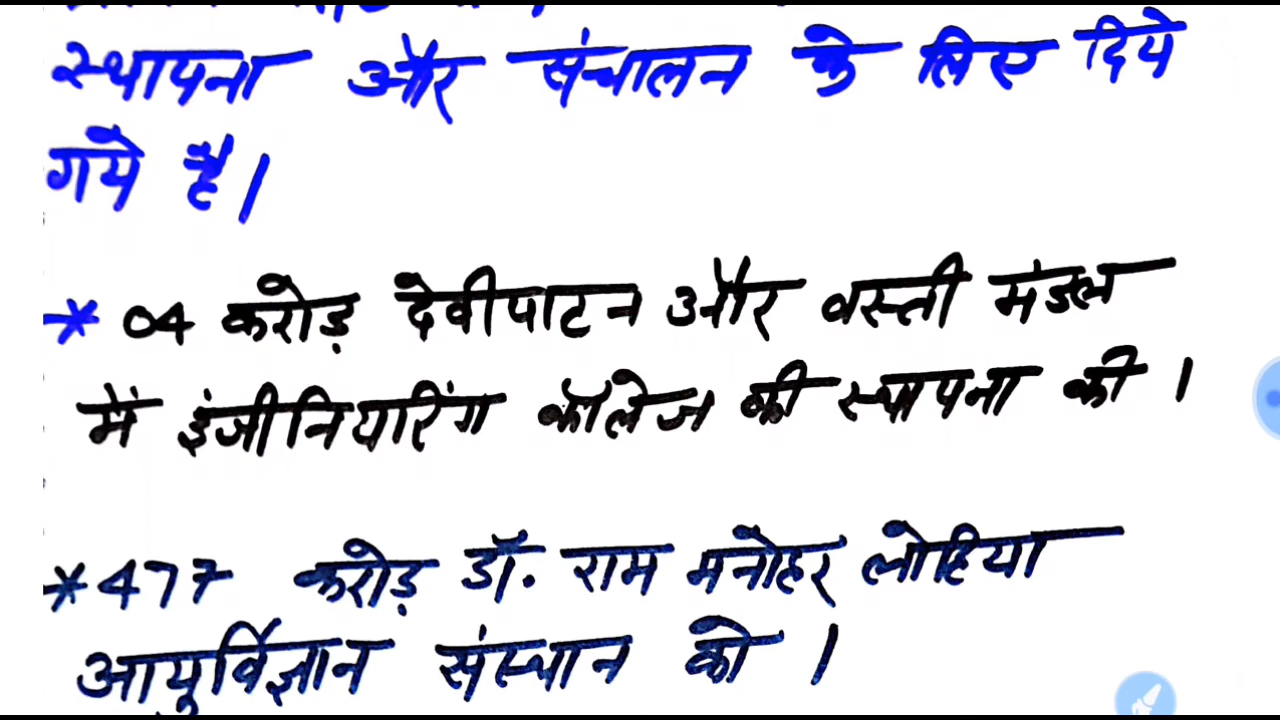 स्थापना और संचालन के लिए दिये
गये है।
* 04 करोड़ देवीपाटन और वस्ती मंडल
में इंजीनियरिंग कॉलेज की स्थापना को ।
* 477 करोड़ डॉ. राम मनोहर लोहिया
आयुर्विज्ञान संस्थान को ।